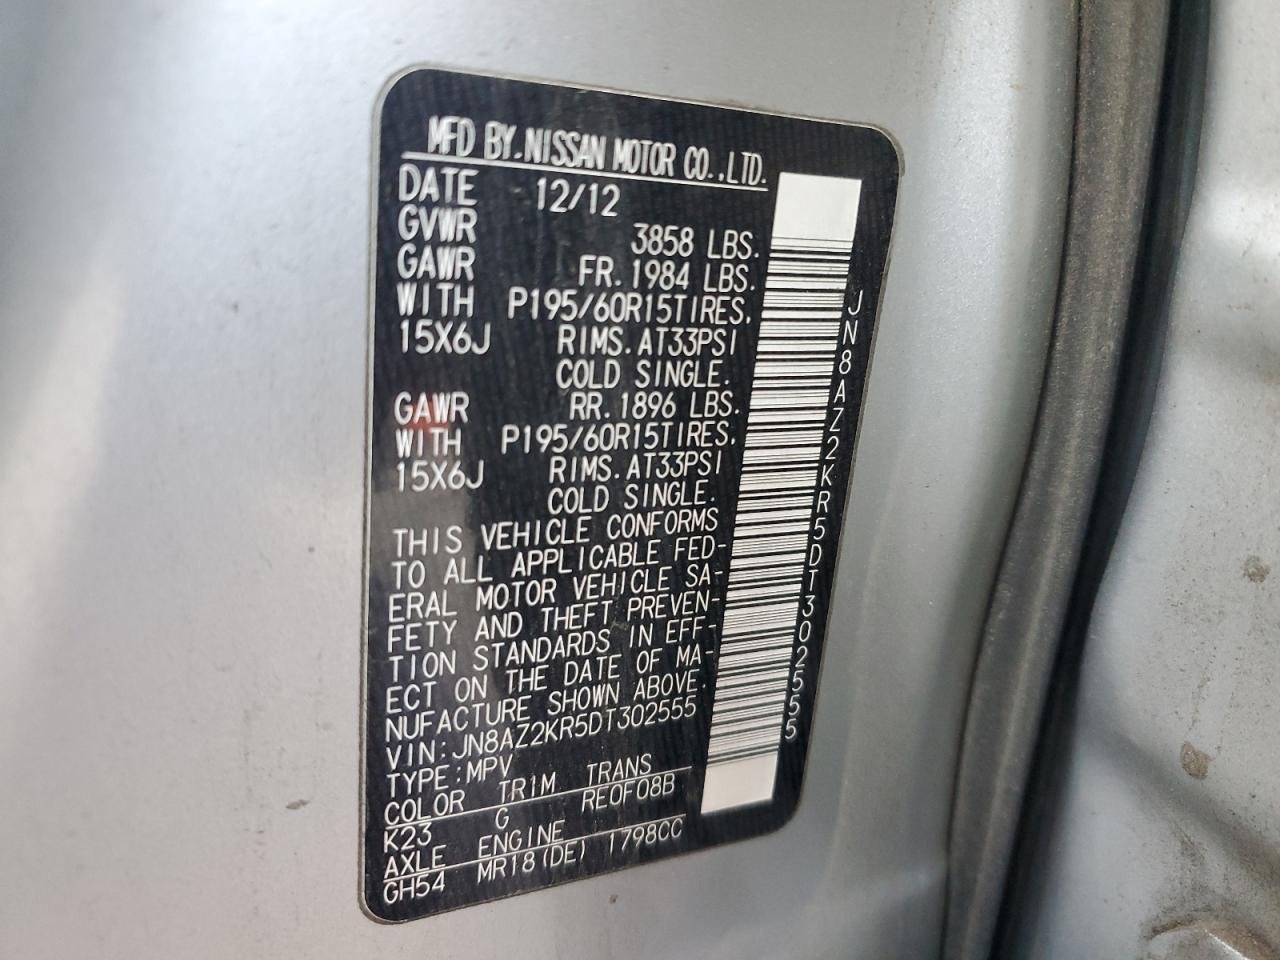 MFD BY.NISSAN MOTOR CO.,LTD.
DATE 12/12
GVWR 3858 LBS.
GAWR FR.1984 LBS.
WITH P195/60R15TIRES,
15X6J RIMS.AT33PSI
COLD SINGLE.
GAWR RR.1896 LBS.
WITH P195/60R15TIRES,
15X6J RIMS.AT33PSI
COLD SINGLE.
THIS VEHICLE CONFORMS
TO ALL APPLICABLE FED-
ERAL MOTOR VEHICLE SA-
FETY AND THEFT PREVEN-
TION STANDARDS IN EFF-
ECT ON THE DATE OF MA-
NUFACTURE SHOWN ABOVE.
VIN:JN8AZ2KR5DT302555
TYPE:MPV
COLOR TRIM TRANS
K23 G RE0F08B
AXLE ENGINE
GH54 MR18(DE) 1798CC
JN8AZ2KR5DT302555